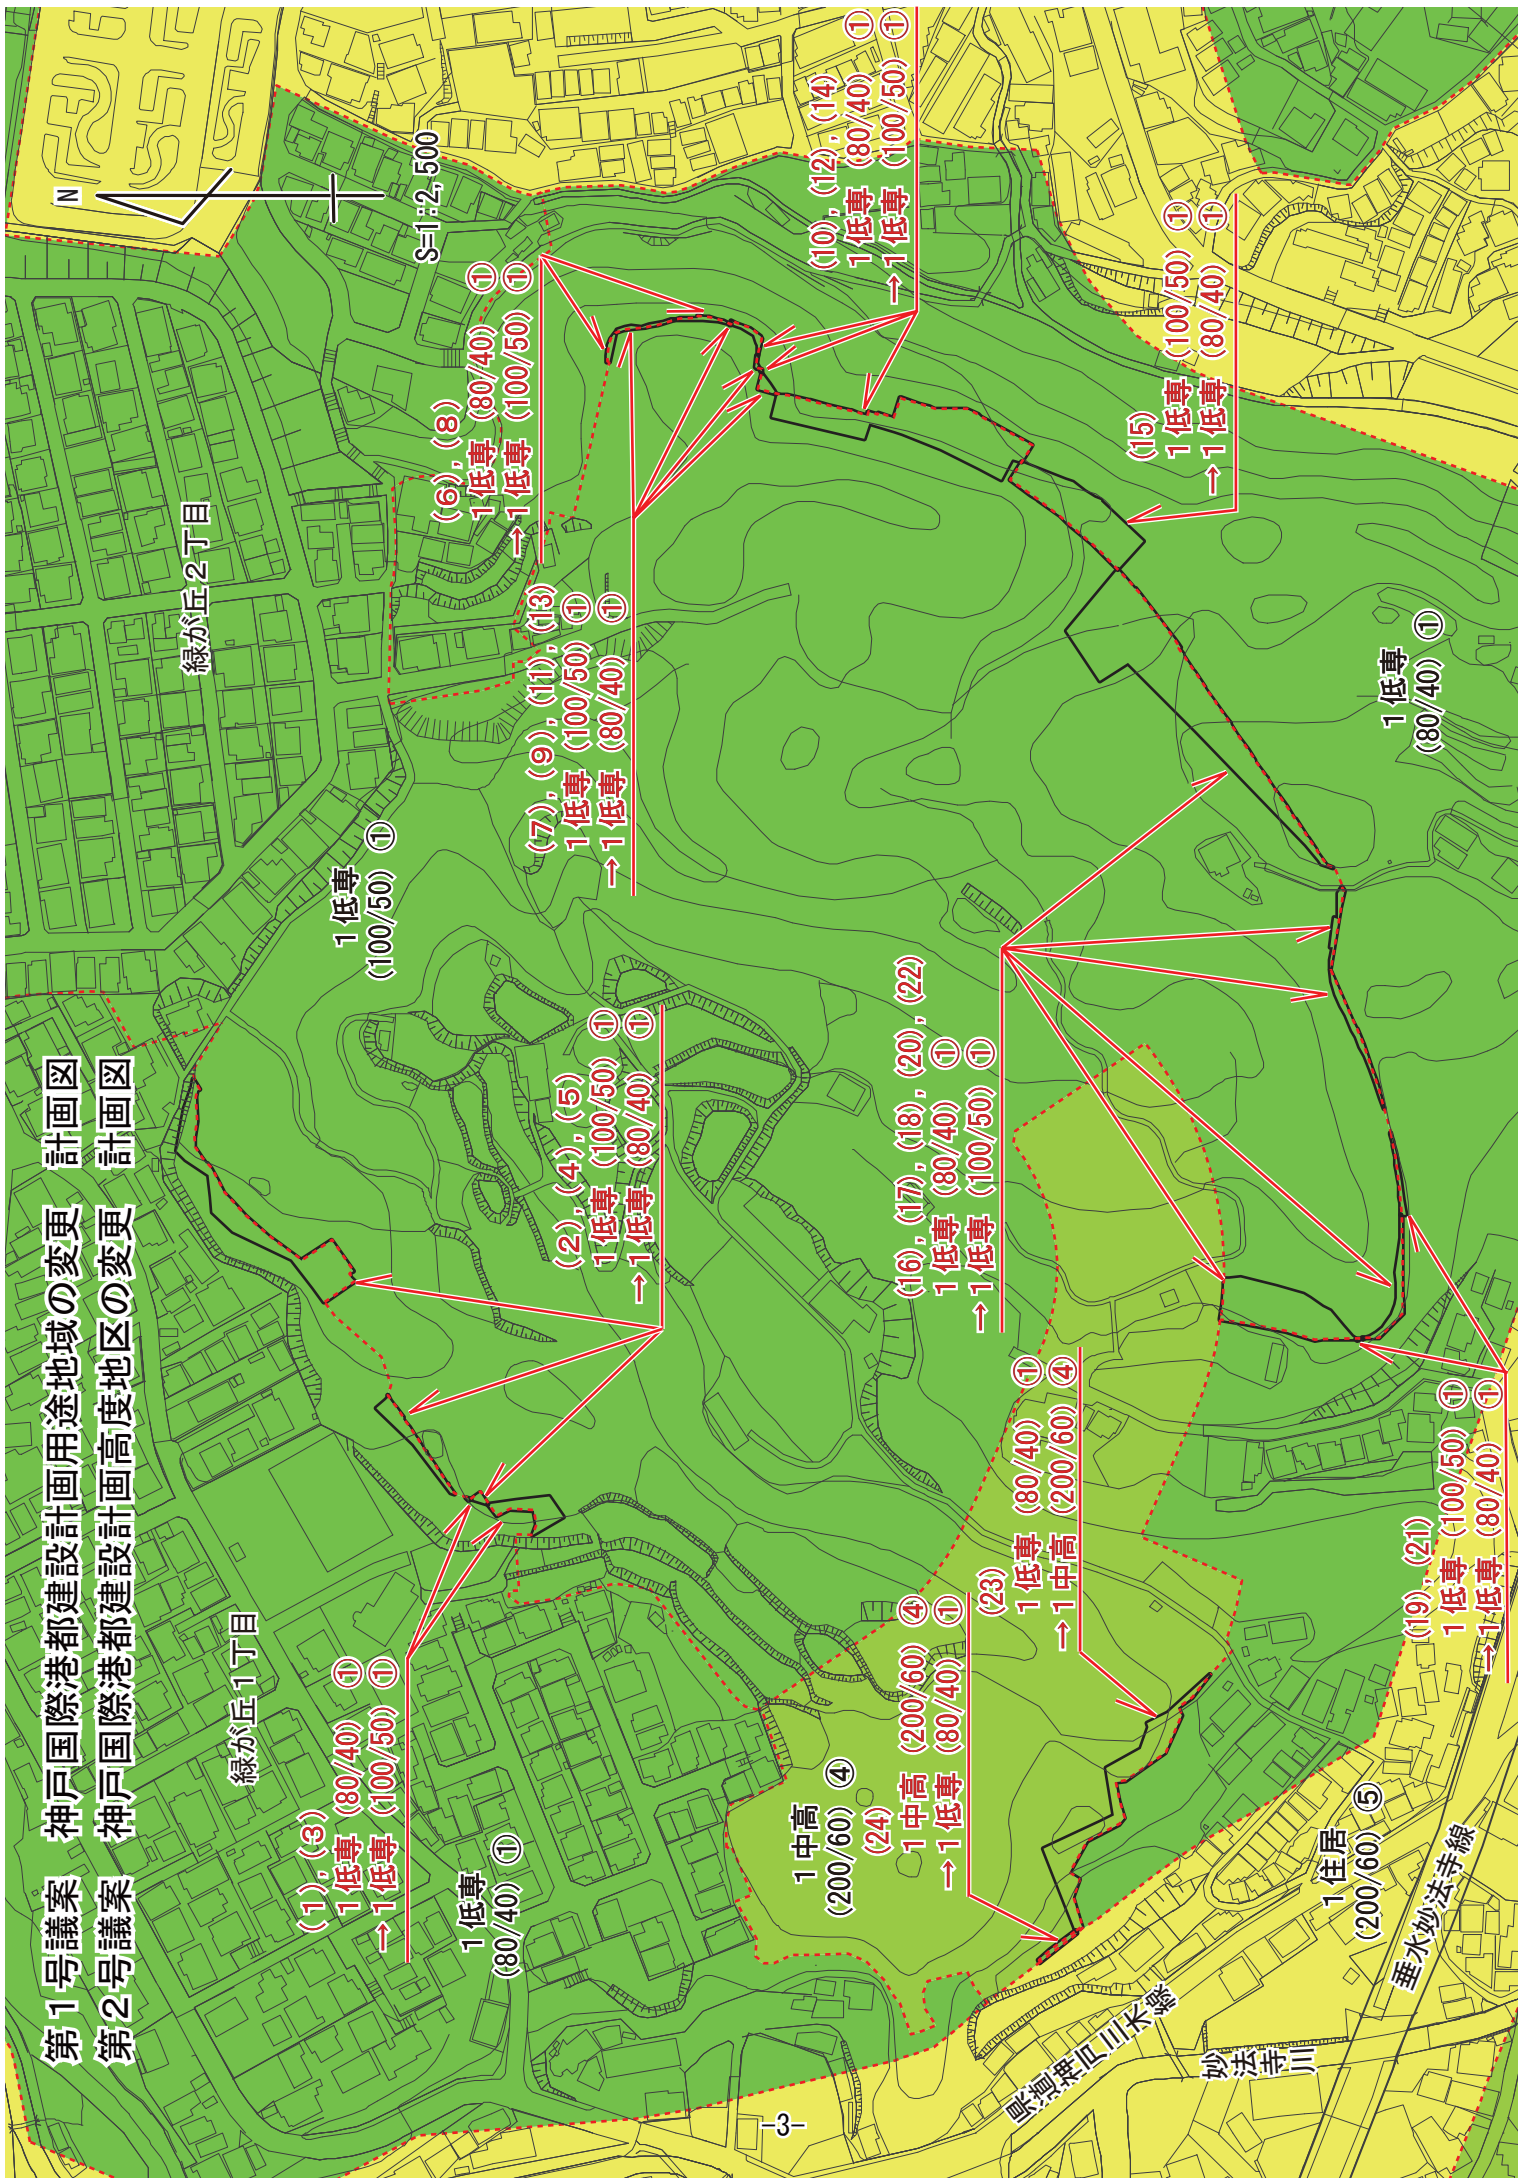 第1号議案　神戸国際港都建設計画用途地域の変更　計画図
第2号議案　神戸国際港都建設計画高度地区の変更　計画図
N
S=1:2,500
緑が丘1丁目
緑が丘2丁目
(1), (3)
1低専 (80/40) ①
→1低専 (100/50) ①
1低専 ①
(80/40)
1低専 ①
(100/50)
(2), (4), (5)
1低専 (100/50) ①
→1低専 (80/40) ①
(6), (8)
1低専 (80/40) ①
→1低専 (100/50) ①
(7), (9), (11), (13)
1低専 (100/50) ①
→1低専 (80/40) ①
(10), (12), (14)
1低専 (80/40) ①
→1低専 (100/50) ①
(15)
1低専 (100/50) ①
→1低専 (80/40) ①
(16), (17), (18), (20), (22)
1低専 (80/40) ①
→1低専 (100/50) ①
1中高 ④
(200/60)
(24)
1中高 (200/60) ④
→1低専 (80/40) ①
(23)
1低専 (80/40) ①
→1中高 (200/60) ④
1低専 ①
(80/40)
(19), (21)
1低専 (100/50) ①
→1低専 (80/40) ①
1住居 ⑤
(200/60)
県道神戸三木線
妙法寺川
垂水妙法寺線
-3-